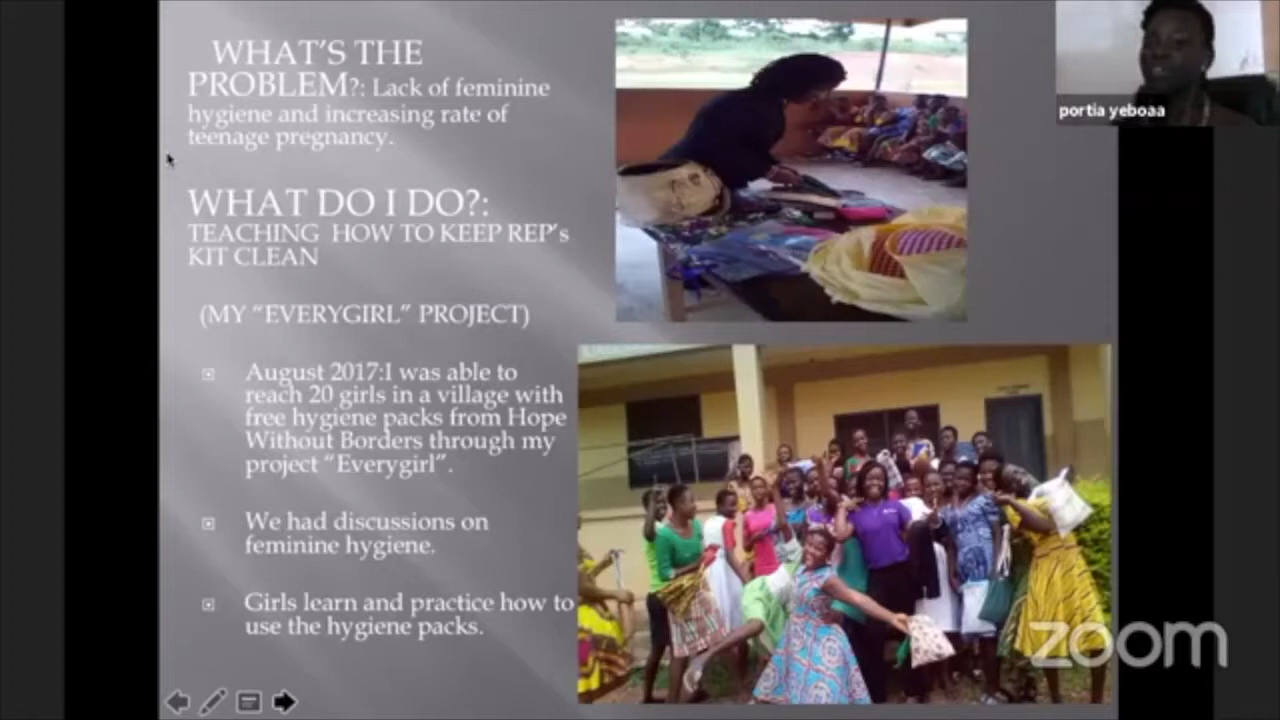 WHAT'S THE
PROBLEM?: Lack of feminine
hygiene and increasing rate of
teenage pregnancy.
WHAT DO I DO?:
TEACHING HOW TO KEEP REP's
KIT CLEAN
(MY “EVERYGIRL” PROJECT)
August 2017:I was able to
reach 20 girls in a village with
free hygiene packs from Hope
Without Borders through my
project “Everygirl”.
We had discussions on
feminine hygiene.
Girls learn and practice how to
use the hygiene packs.
portia yeboaa
zoom